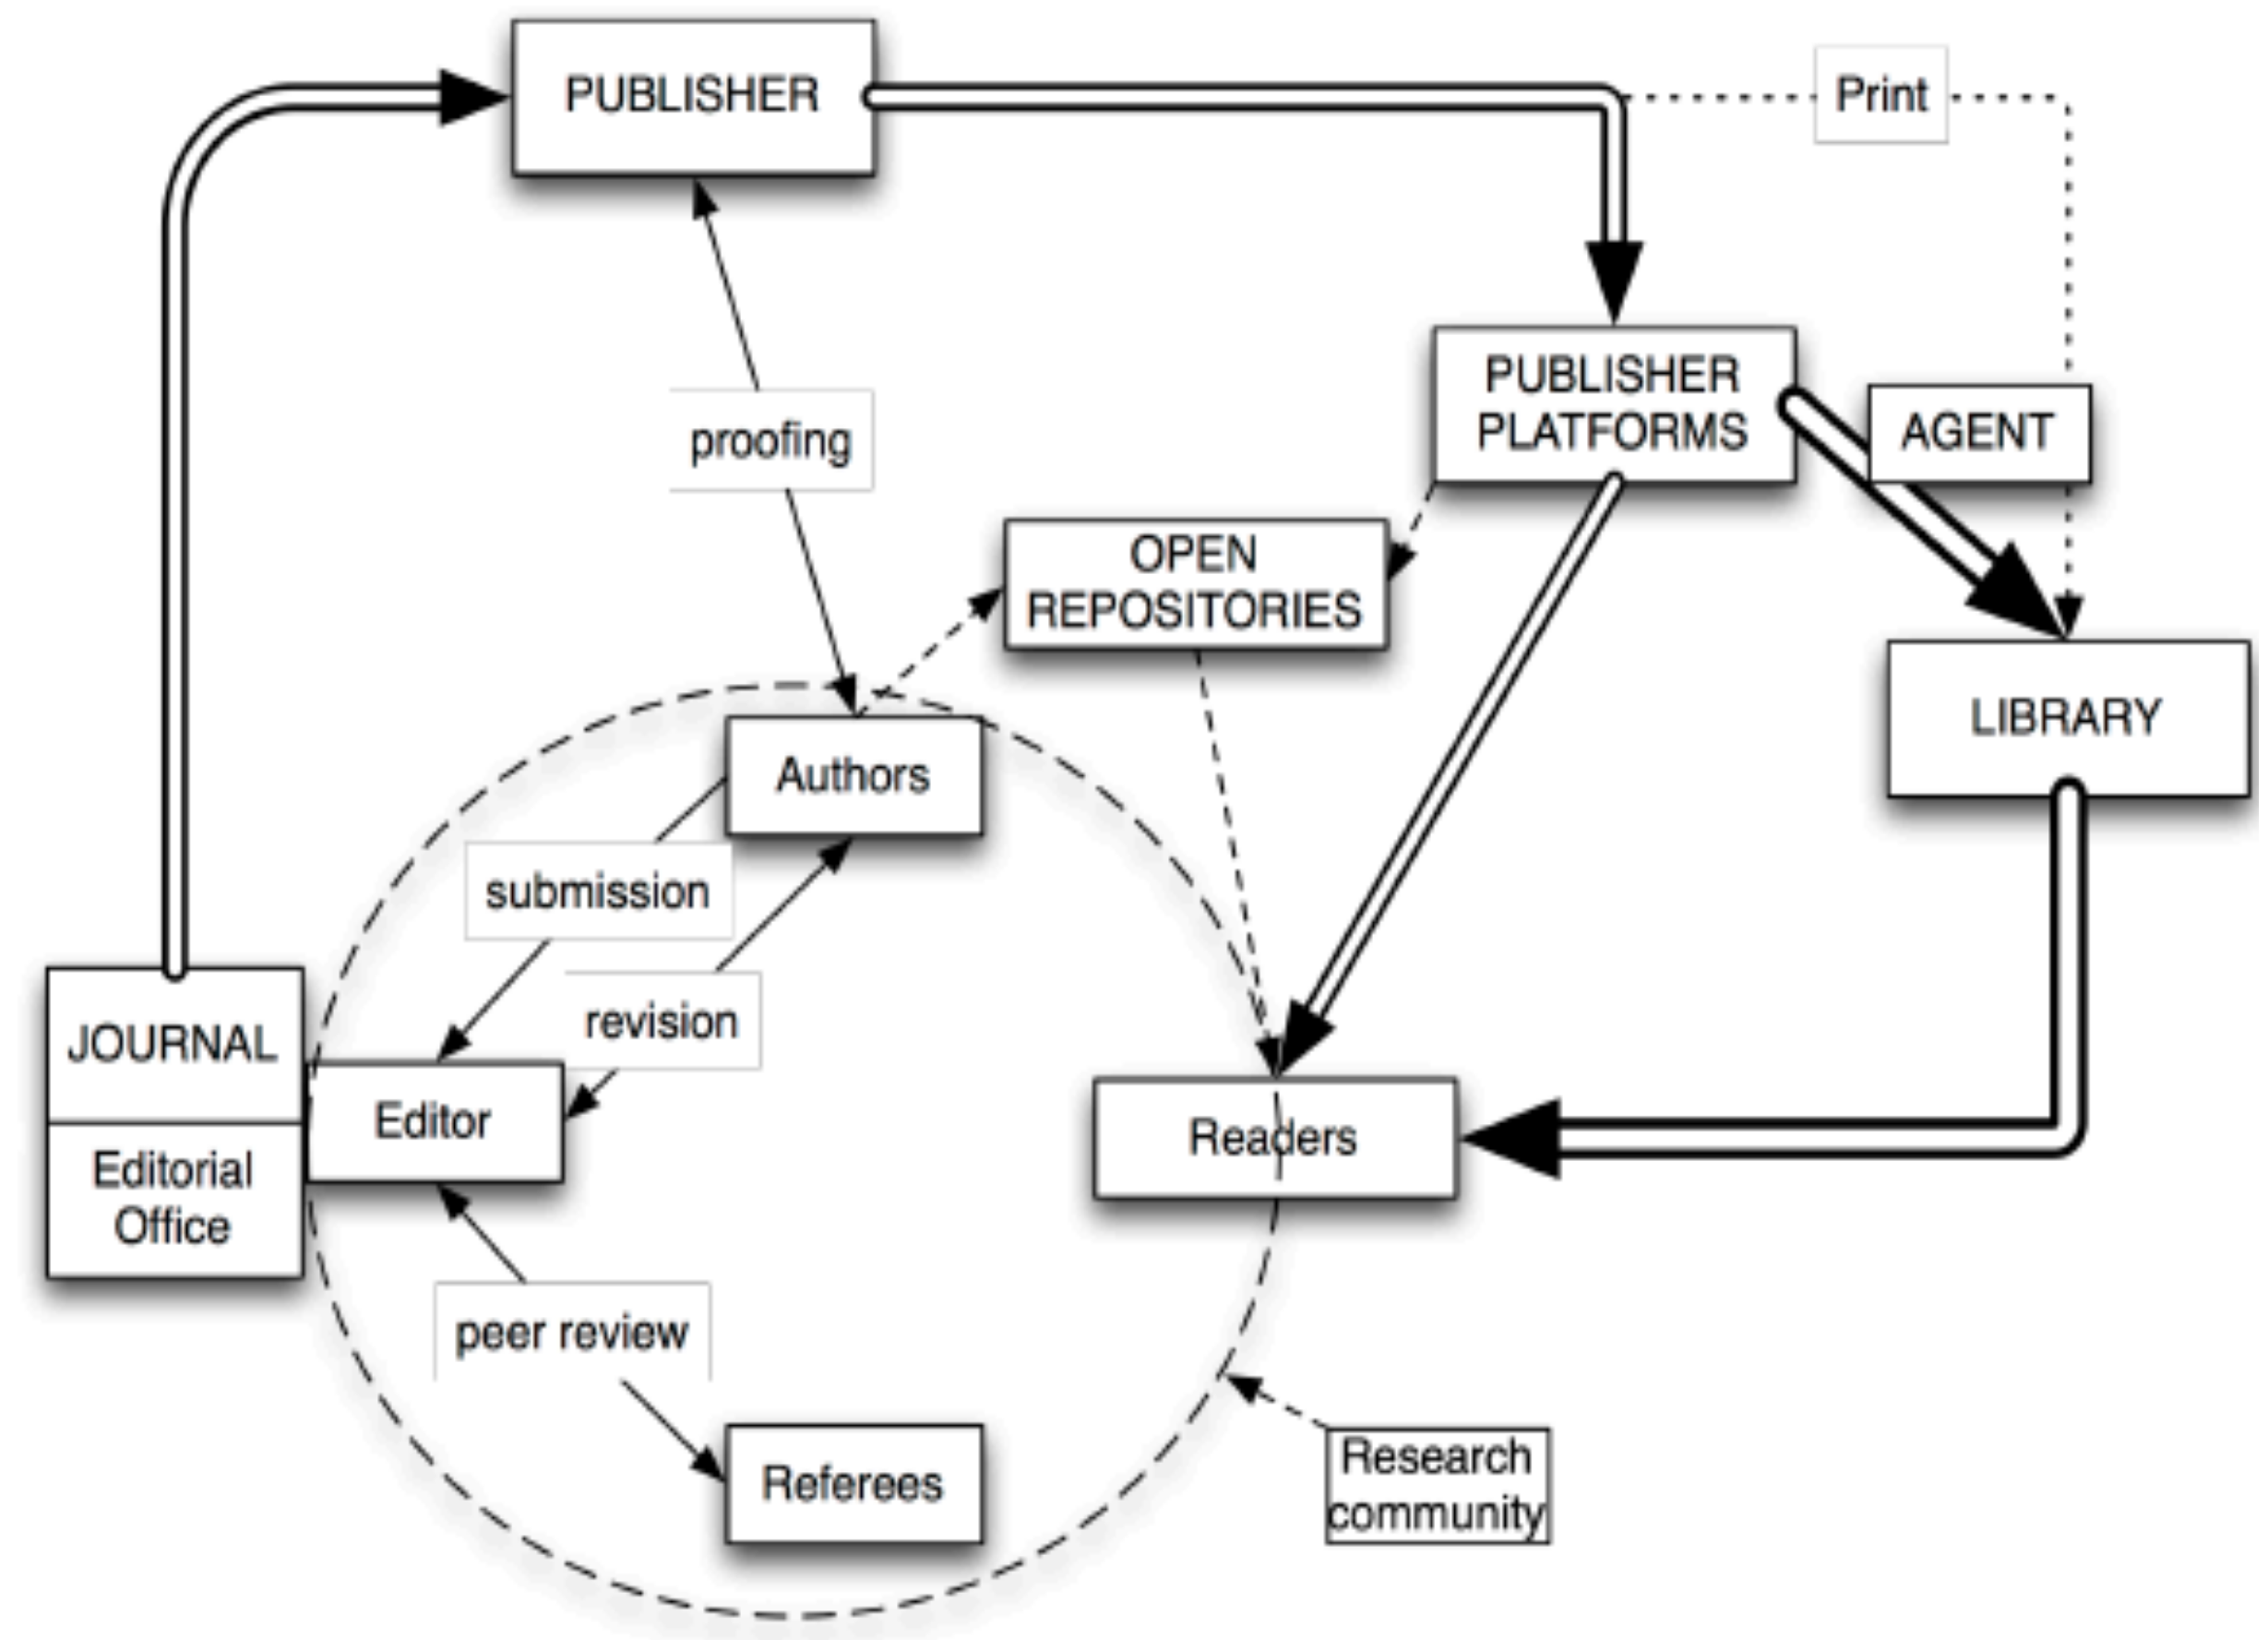 PUBLISHER
Print
PUBLISHER
PLATFORMS
AGENT
proofing
OPEN
REPOSITORIES
LIBRARY
Authors
submission
revision
JOURNAL
Editor
Readers
Editorial
Office
peer review
Referees
Research
community